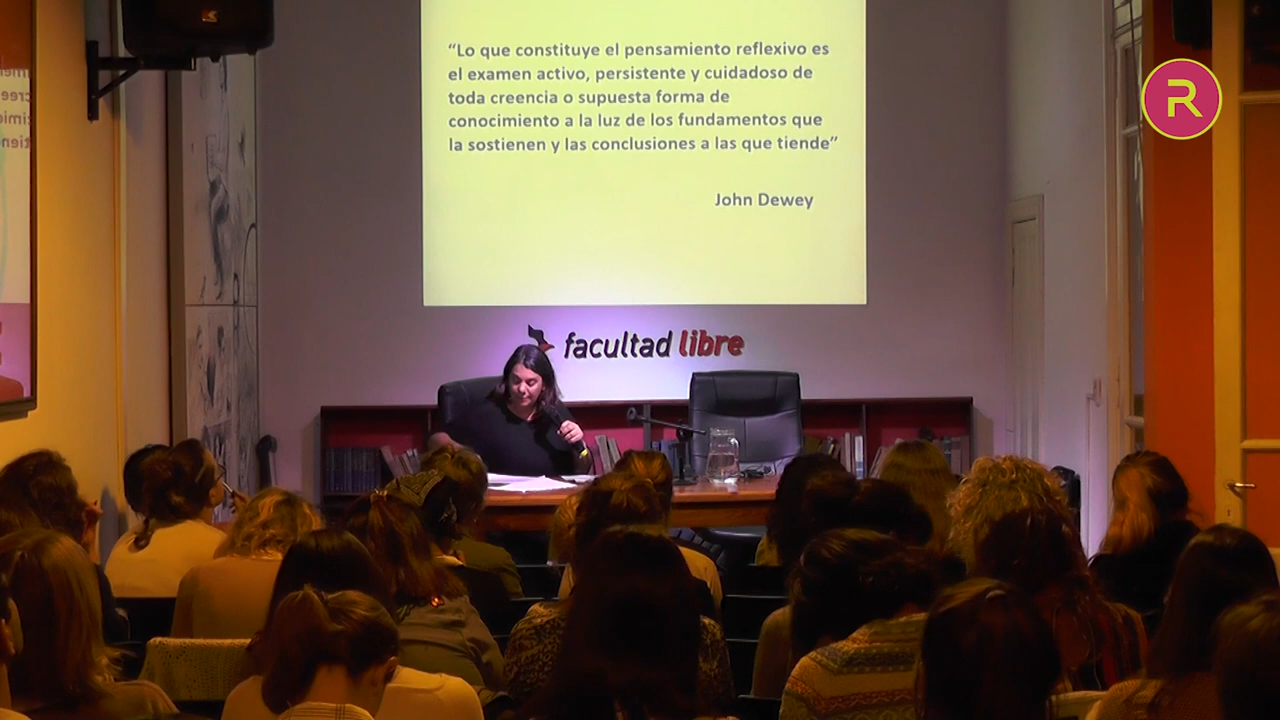 “Lo que constituye el pensamiento reflexivo es
el examen activo, persistente y cuidadoso de
toda creencia o supuesta forma de
conocimiento a la luz de los fundamentos que
la sostienen y las conclusiones a las que tiende”
John Dewey
R
facultad libre